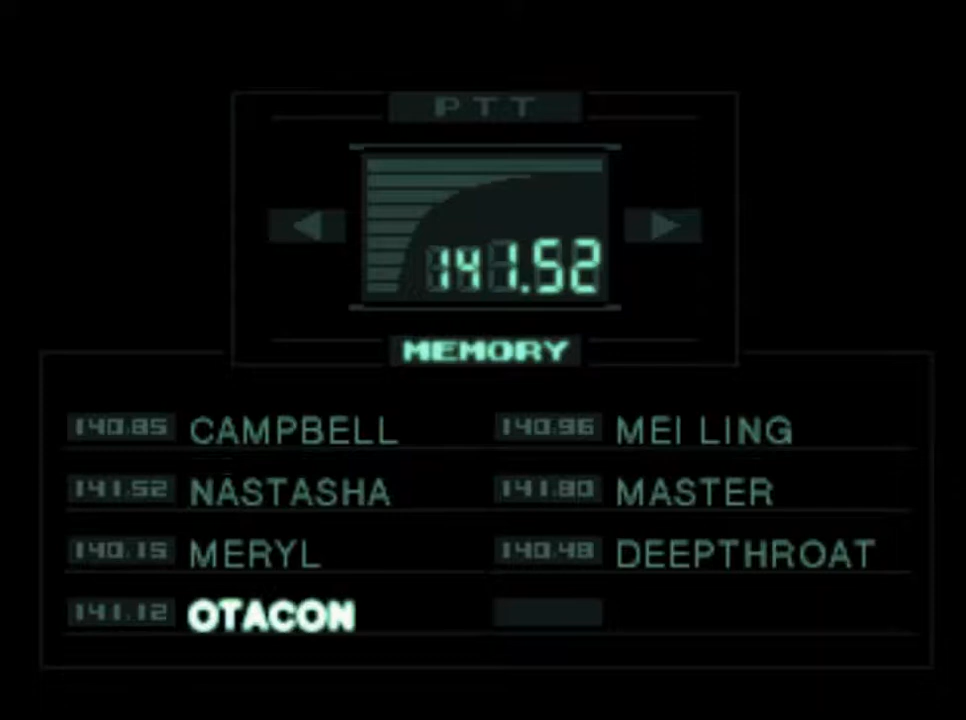 PTT
141.52
MEMORY
140.85 CAMPBELL 140.96 MEI LING
141.52 NASTASHA 141.80 MASTER
140.15 MERYL 140.48 DEEPTHROAT
141.12 OTACON